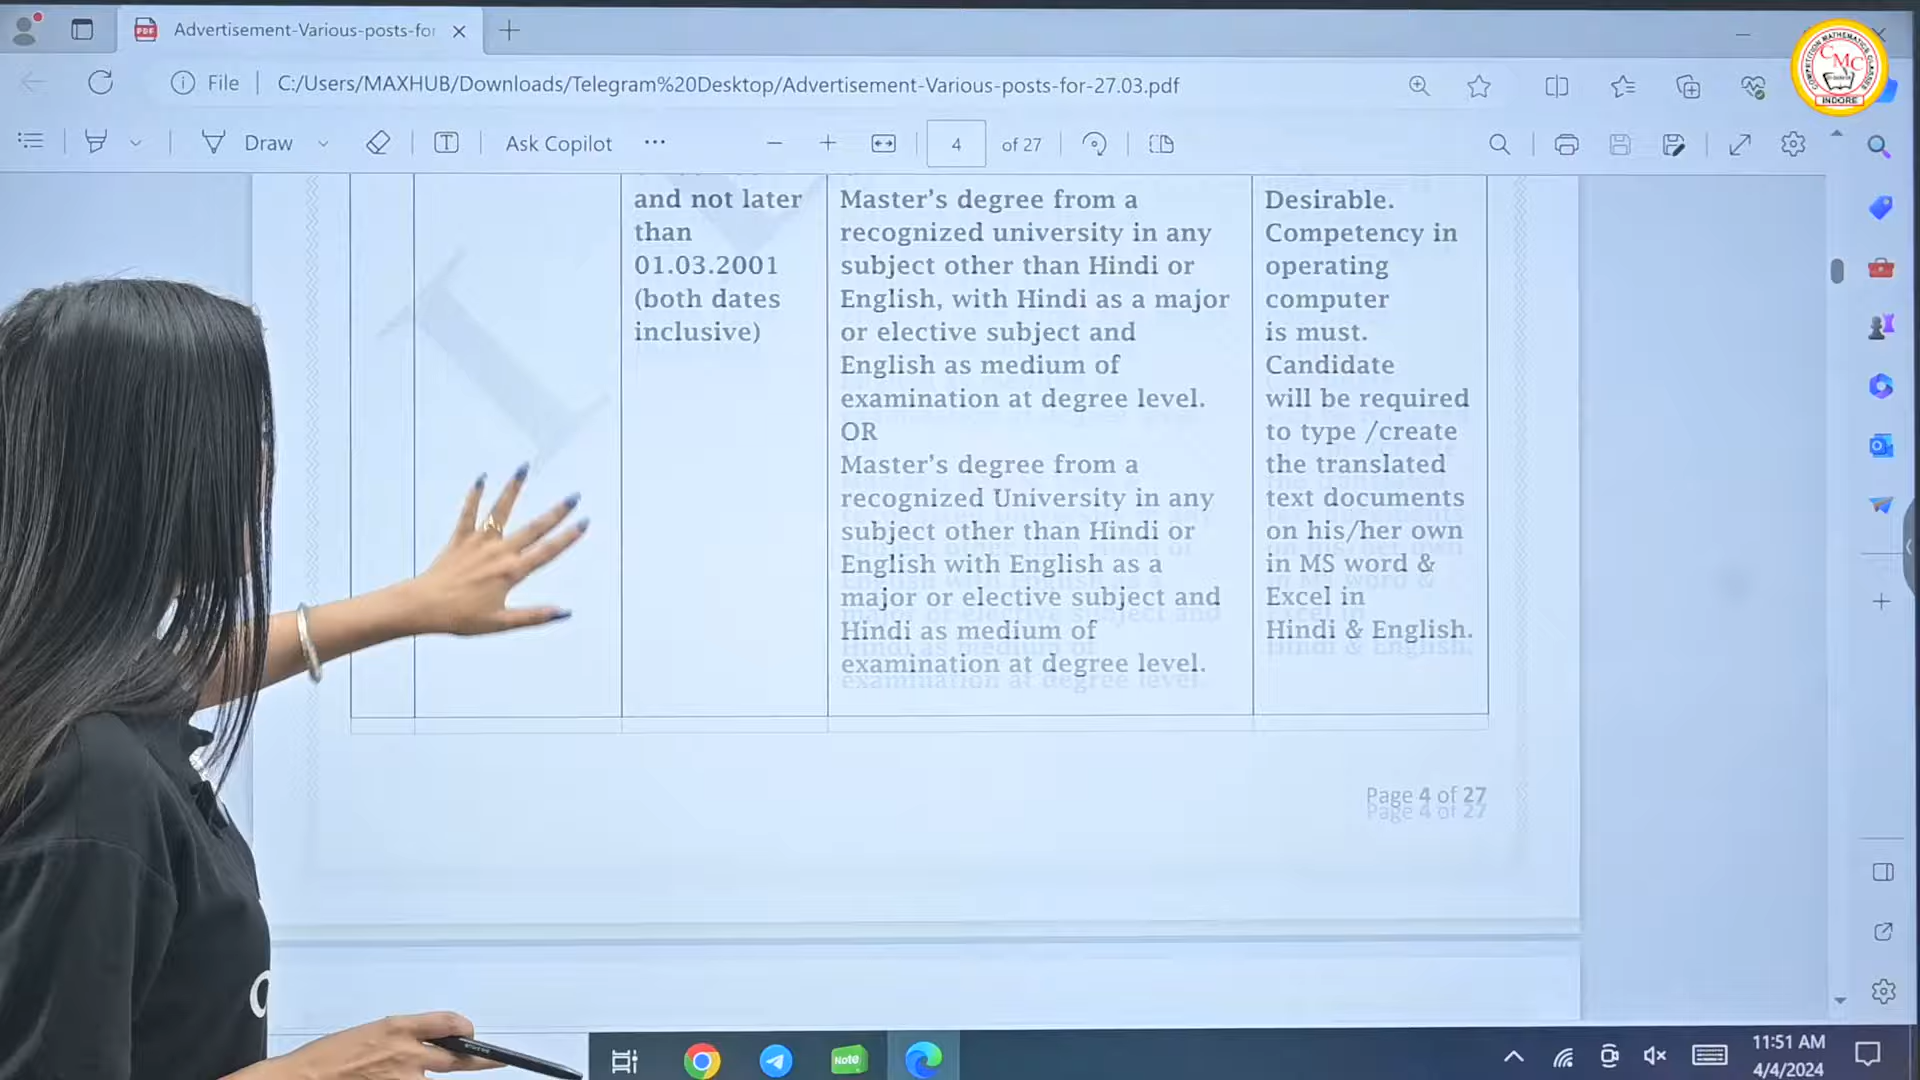 Advertisement-Various-posts-for
File
C:/Users/MAXHUB/Downloads/Telegram%20Desktop/Advertisement-Various-posts-for-27.03.pdf
COMPETITION MATHEMATICS CLASSES
CMC
INDORE
Draw
Ask Copilot
4
of 27
and not later
than
01.03.2001
(both dates
inclusive)
Master’s degree from a
recognized university in any
subject other than Hindi or
English, with Hindi as a major
or elective subject and
English as medium of
examination at degree level.
OR
Master’s degree from a
recognized University in any
subject other than Hindi or
English with English as a
major or elective subject and
Hindi as medium of
examination at degree level.
Desirable.
Competency in
operating
computer
is must.
Candidate
will be required
to type /create
the translated
text documents
on his/her own
in MS word &
Excel in
Hindi & English.
Page 4 of 27
Note
11:51 AM
4/4/2024